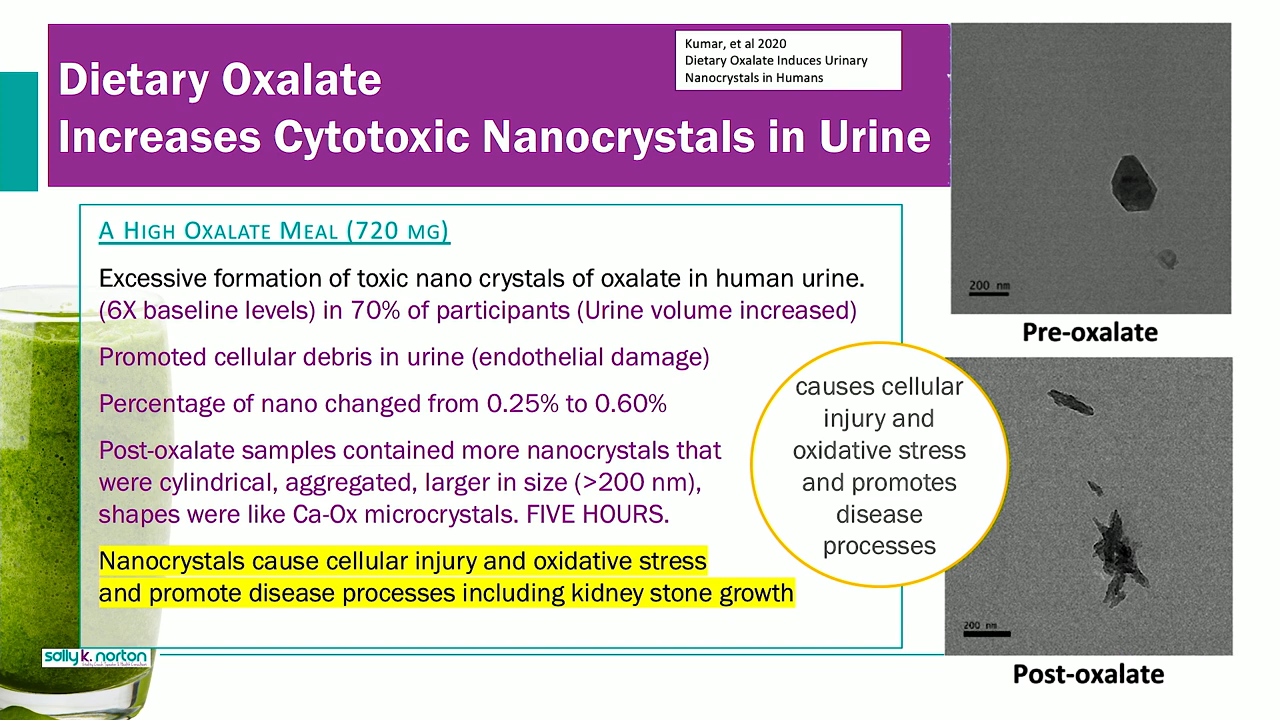 Kumar, et al 2020
Dietary Oxalate Induces Urinary
Nanocrystals in Humans
Dietary Oxalate
Increases Cytotoxic Nanocrystals in Urine
A High Oxalate Meal (720 mg)
Excessive formation of toxic nano crystals of oxalate in human urine.
(6X baseline levels) in 70% of participants (Urine volume increased)
Promoted cellular debris in urine (endothelial damage)
Percentage of nano changed from 0.25% to 0.60%
Post-oxalate samples contained more nanocrystals that
were cylindrical, aggregated, larger in size (>200 nm),
shapes were like Ca-Ox microcrystals. FIVE HOURS.
Nanocrystals cause cellular injury and oxidative stress
and promote disease processes including kidney stone growth
causes cellular
injury and
oxidative stress
and promotes
disease
processes
200 nm
Pre-oxalate
200 nm
Post-oxalate
sally k. norton